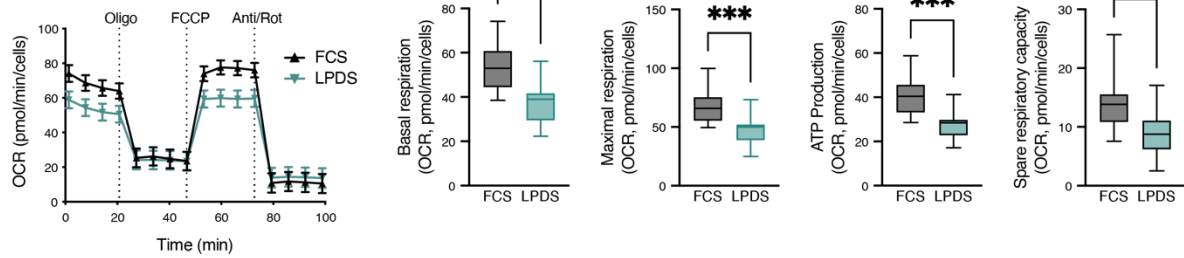 Oligo FCCP Anti/Rot
OCR (pmol/min/cells)
100
80
60
40
20
0
0 20 40 60 80 100
Time (min)
FCS
LPDS
Basal respiration
(OCR, pmol/min/cells)
80
60
40
20
0
FCS LPDS
***
Maximal respiration
(OCR, pmol/min/cells)
150
100
50
0
FCS LPDS
***
ATP Production
(OCR, pmol/min/cells)
80
60
40
20
0
FCS LPDS
Spare respiratory capacity
(OCR, pmol/min/cells)
30
20
10
0
FCS LPDS